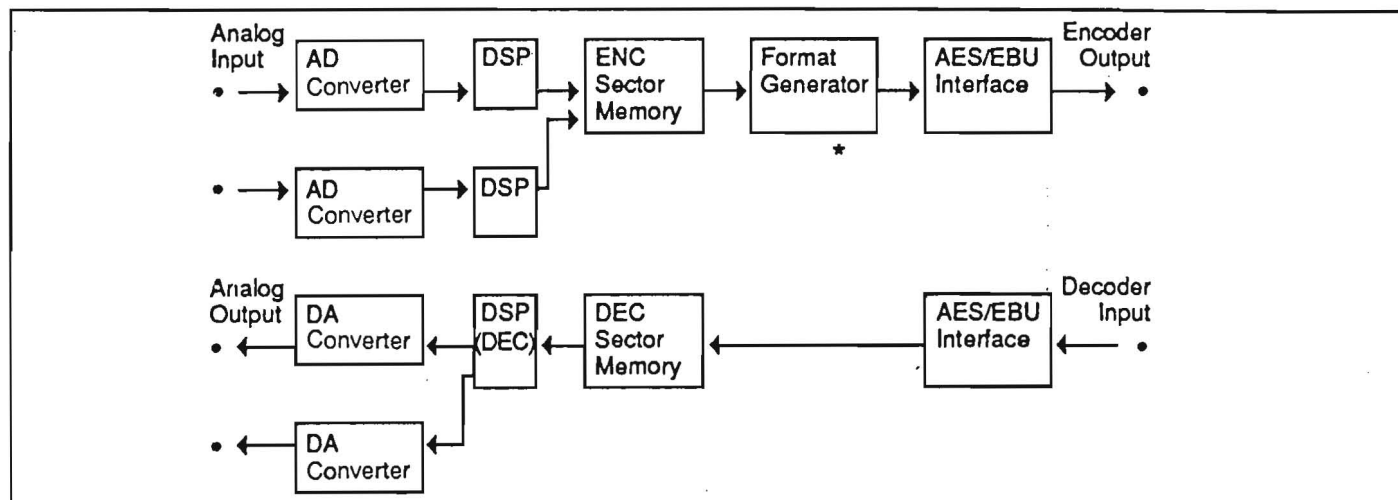 Analog
Input
AD
Converter
DSP
ENC
Sector
Memory
Format
Generator
AES/EBU
Interface
Encoder
Output
*
AD
Converter
DSP
Analog
Output
DA
Converter
DSP
(DEC)
DEC
Sector
Memory
AES/EBU
Interface
Decoder
Input
DA
Converter